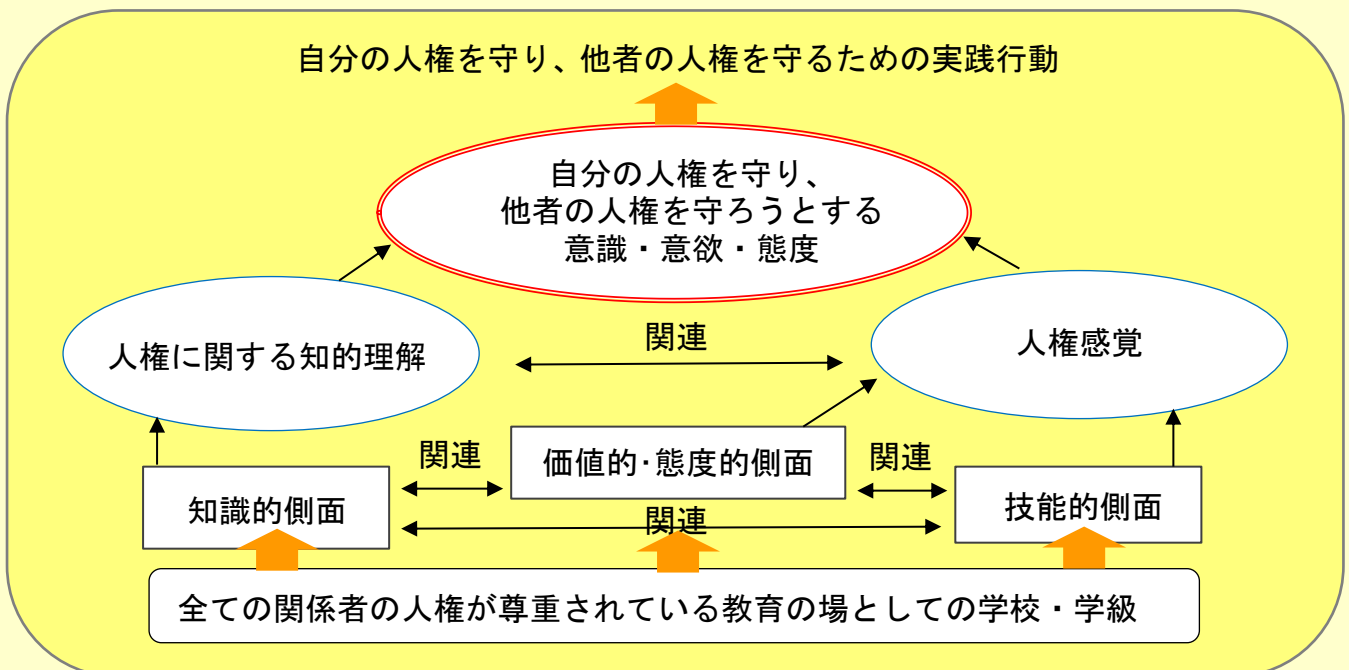 自分の人権を守り、他者の人権を守るための実践行動
自分の人権を守り、
他者の人権を守ろうとする
意識・意欲・態度
人権に関する知的理解
関連
人権感覚
関連
価値的・態度的側面
関連
知識的側面
関連
技能的側面
全ての関係者の人権が尊重されている教育の場としての学校・学級